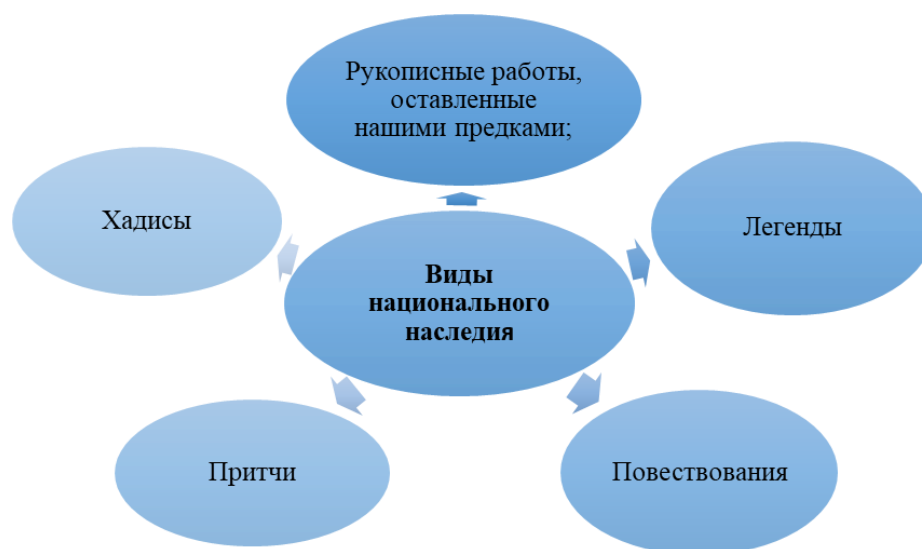 Рукописные работы,
оставленные
нашими предками;
Хадисы
Легенды
Виды
национального
наследия
Притчи
Повествования